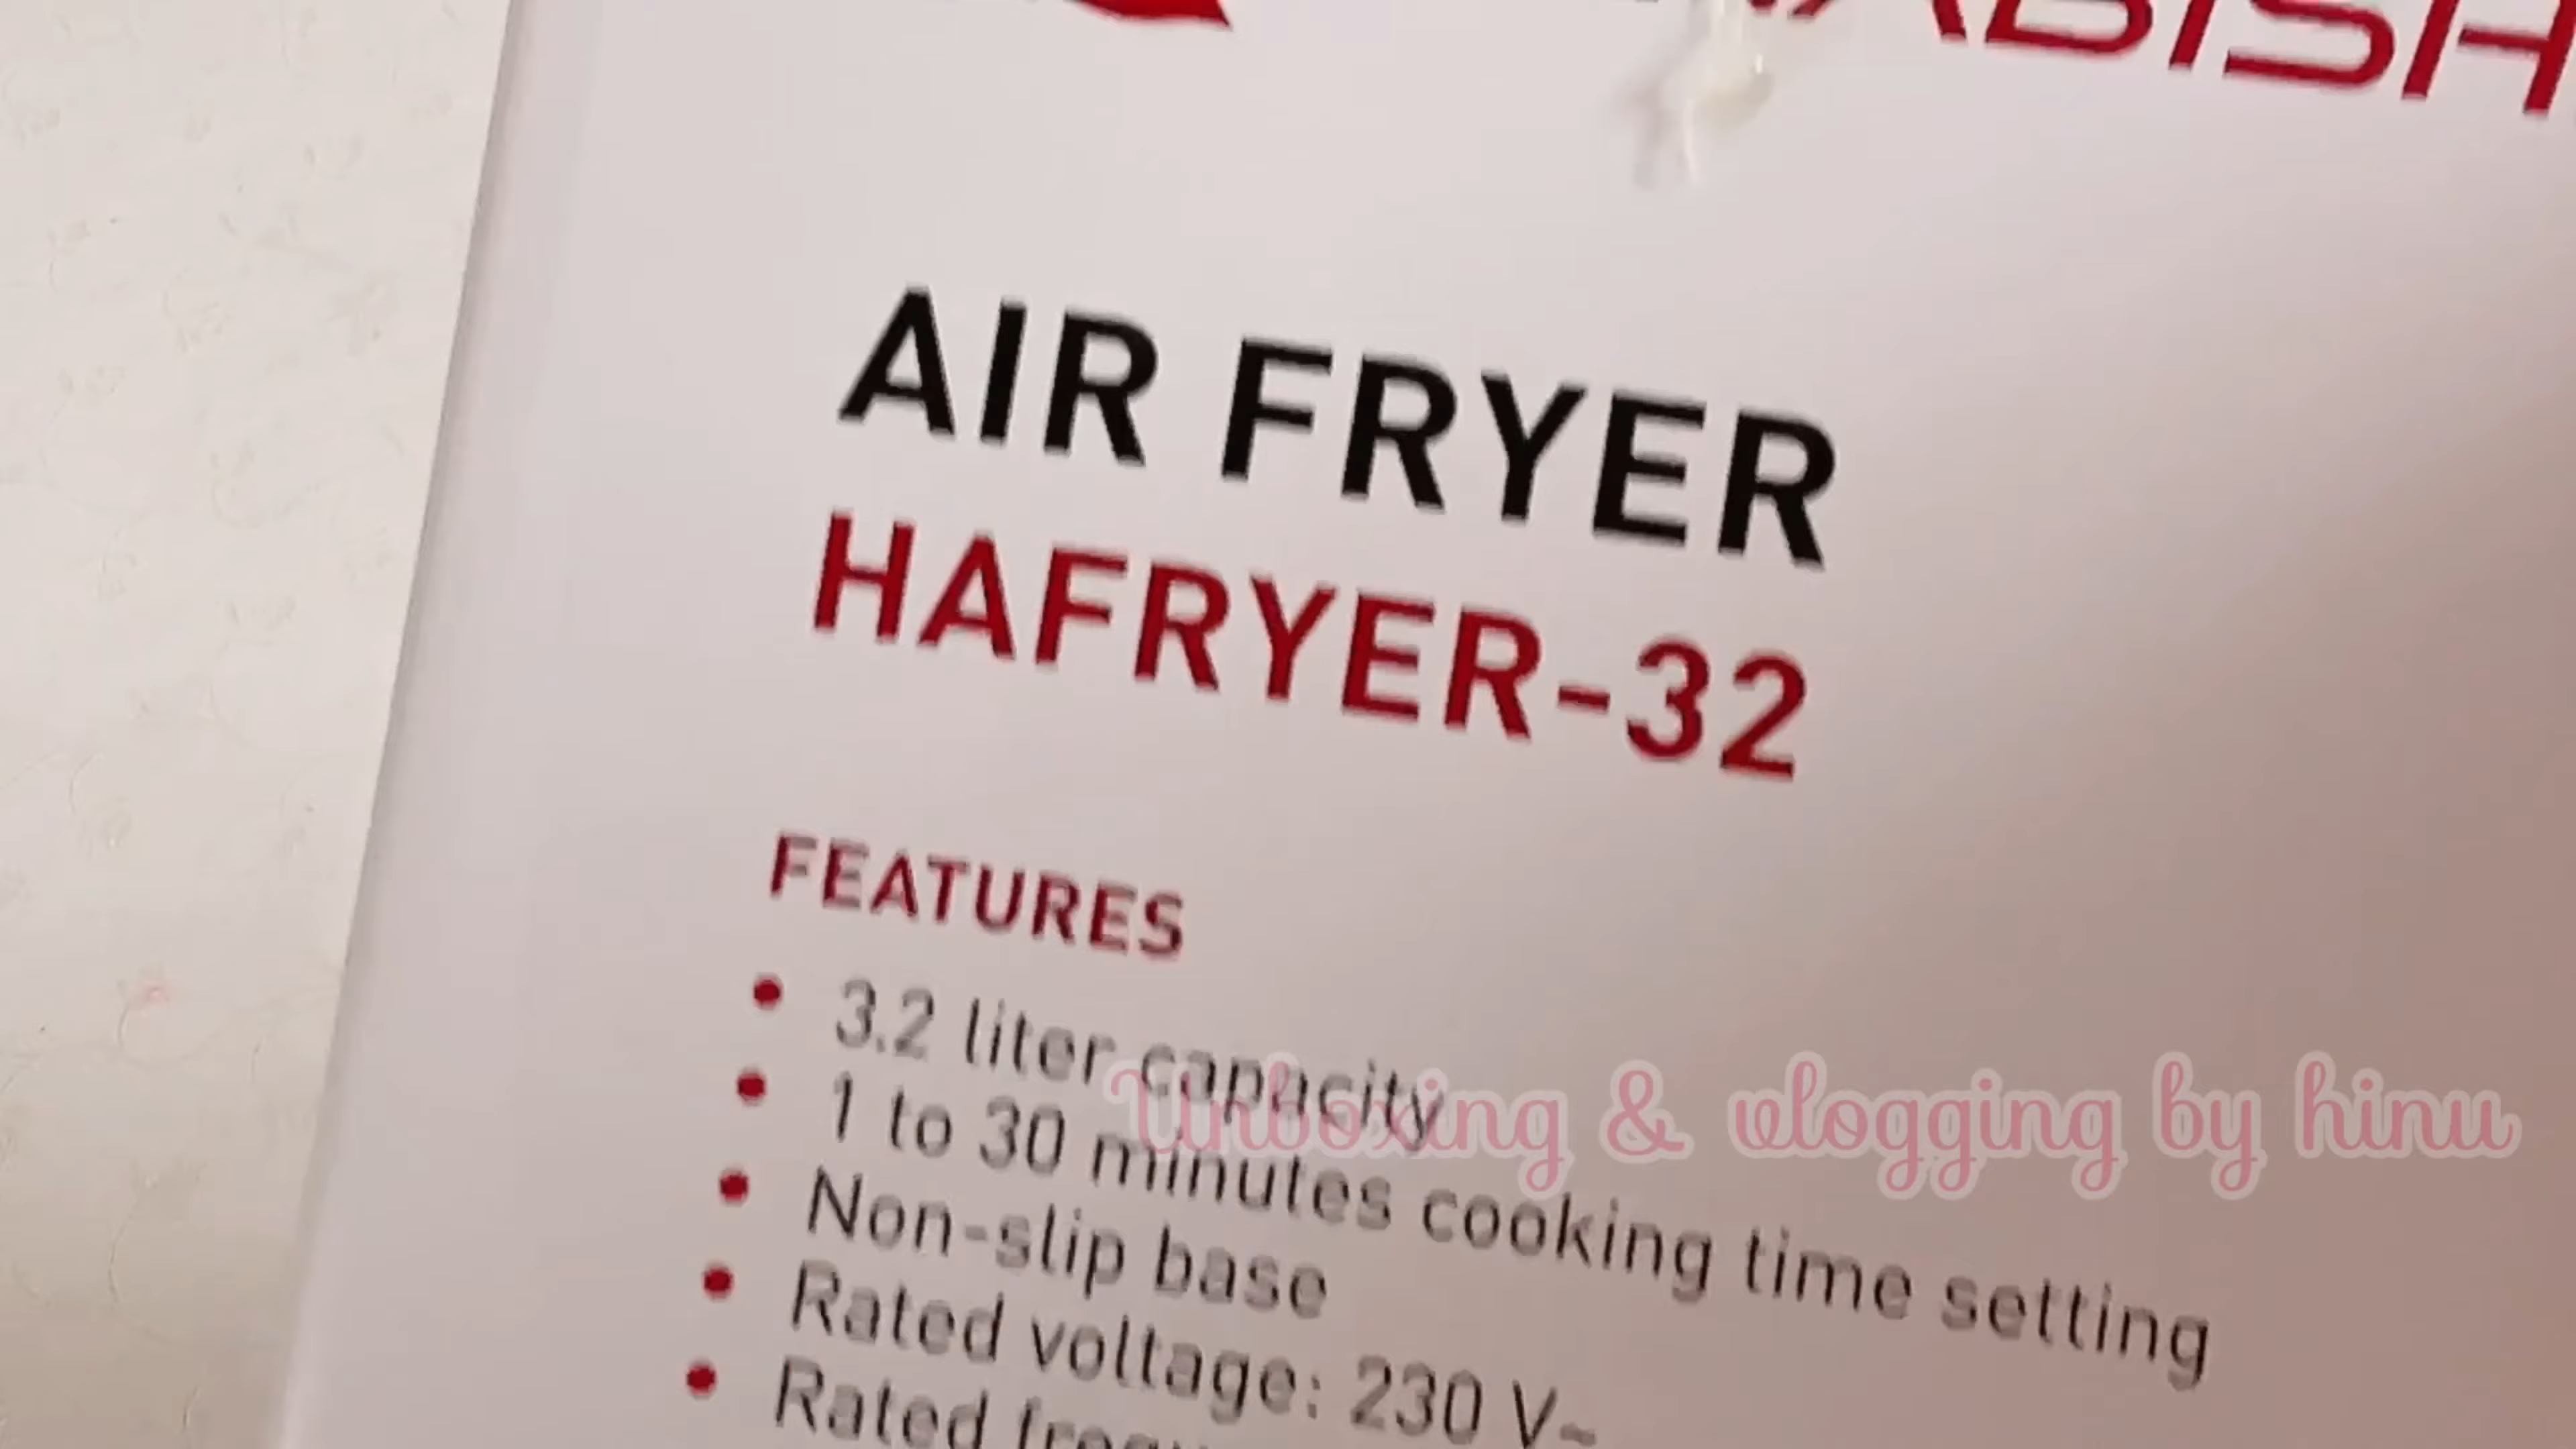 AIR FRYER
HAFRYER-32
FEATURES
• 3.2 liter capacity
• 1 to 30 minutes cooking time setting
• Non-slip base
• Rated voltage: 230 V~
• Rated
Unboxing & vlogging by hinu